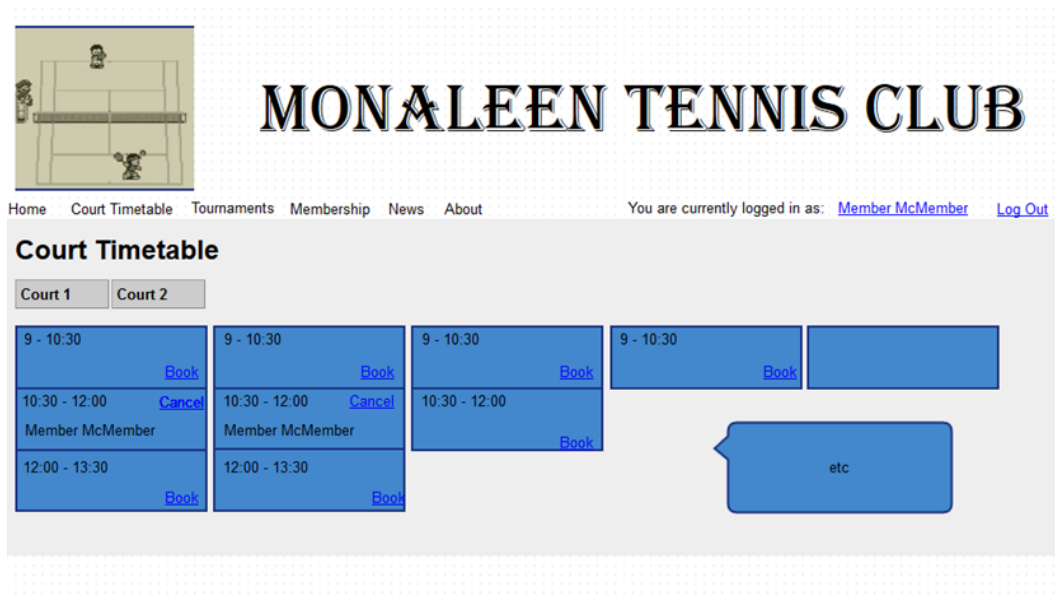 MONALEEN TENNIS CLUB
Home Court Timetable Tournaments Membership News About You are currently logged in as: Member McMember Log Out
Court Timetable
Court 1 Court 2
9 - 10:30 9 - 10:30 9 - 10:30 9 - 10:30
Book Book Book Book
10:30 - 12:00 Cancel 10:30 - 12:00 Cancel 10:30 - 12:00
Member McMember Member McMember
Book
12:00 - 13:30 12:00 - 13:30
etc
Book Book